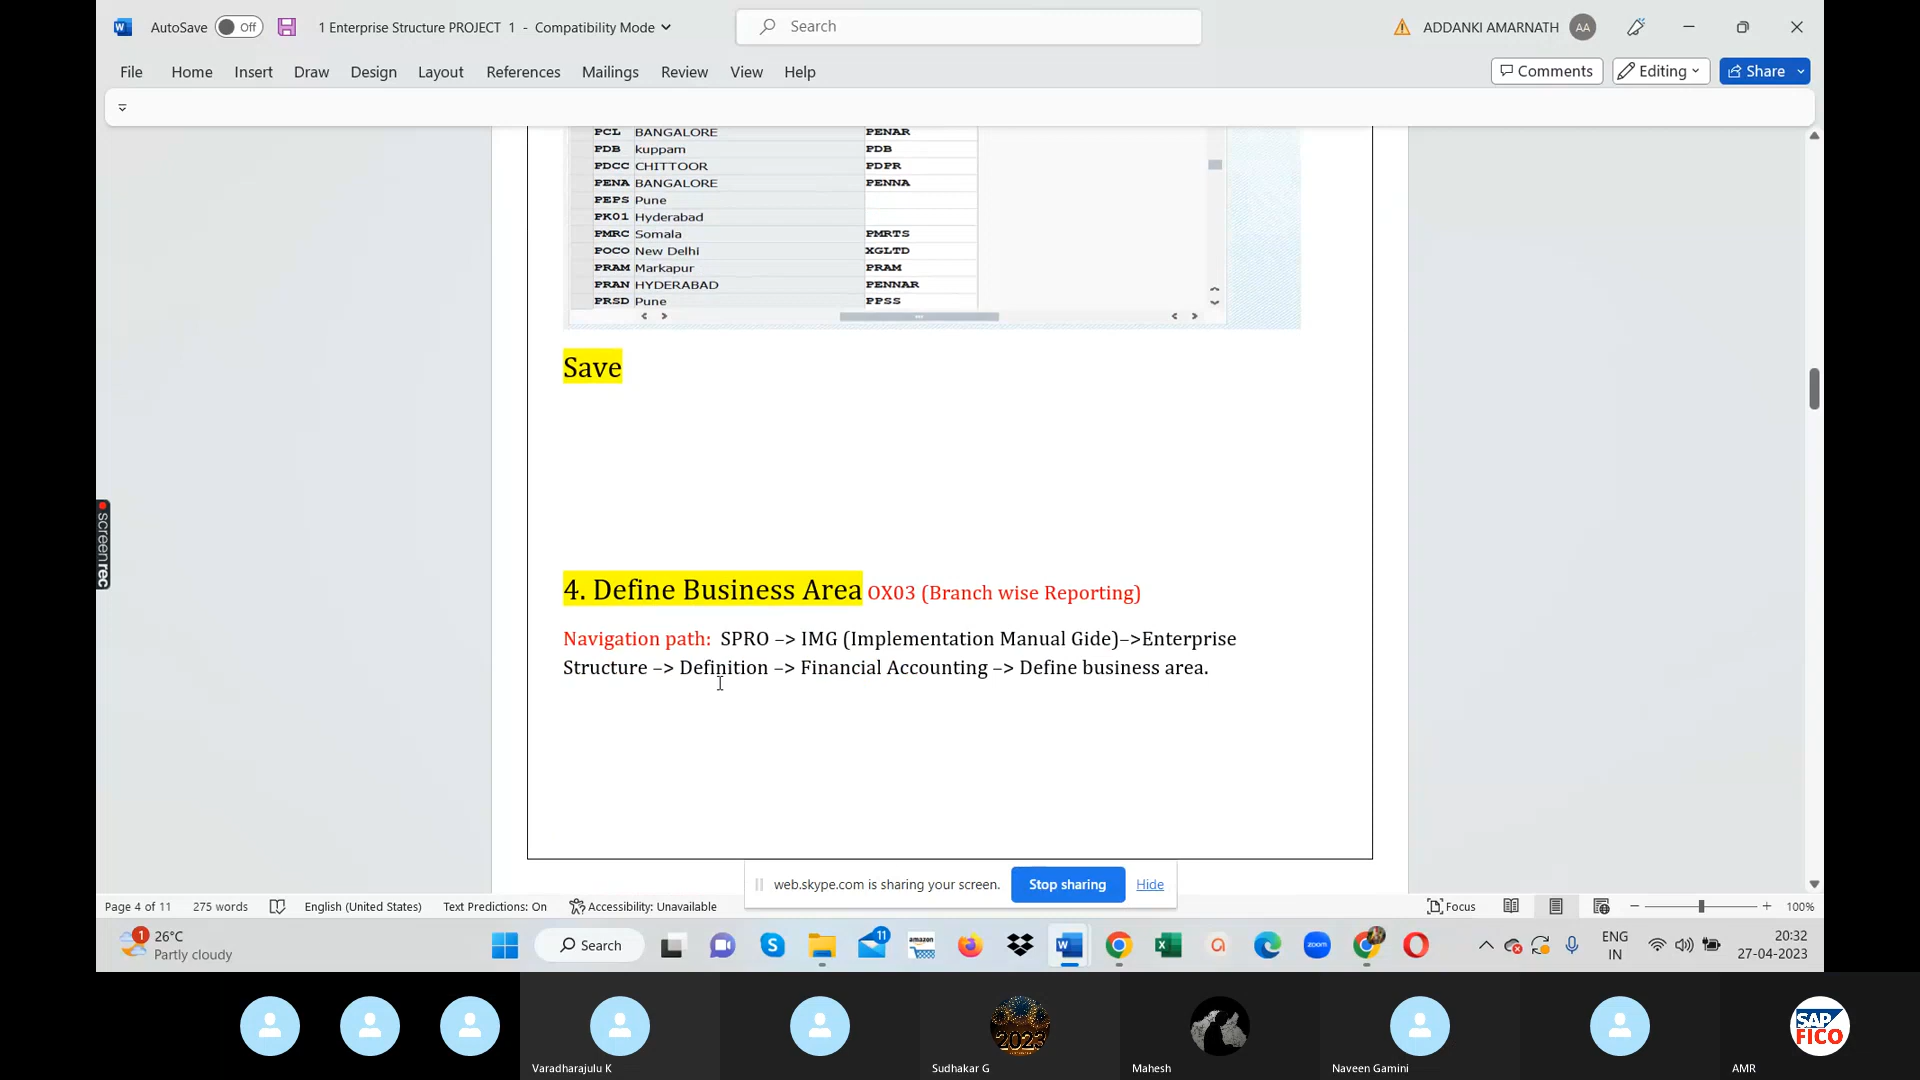 AutoSave Off 1 Enterprise Structure PROJECT 1 - Compatibility Mode Search ADDANKI AMARNATH AA
File Home Insert Draw Design Layout References Mailings Review View Help Comments Editing Share
PCL BANGALORE PENAR
PDB kuppam PDB
PDCC CHITTOOR PDPR
PENA BANGALORE PENNA
PEPS Pune
PK01 Hyderabad
PMRC Somala PMRTS
POCO New Delhi XGLTD
PRAM Markapur PRAM
PRAN HYDERABAD PENNAR
PRSD Pune PPSS
Save
screenrec
4. Define Business Area OX03 (Branch wise Reporting)
Navigation path: SPRO –> IMG (Implementation Manual Gide)–>Enterprise
Structure –> Definition –> Financial Accounting –> Define business area.
web.skype.com is sharing your screen. Stop sharing Hide
Page 4 of 11 275 words English (United States) Text Predictions: On Accessibility: Unavailable Focus 100%
1 26°C
Partly cloudy
Search 11 amazon zoom
ENG
IN
20:32
27-04-2023
2023
SAP
FICO
Varadharajulu K Sudhakar G Mahesh Naveen Gamini AMR